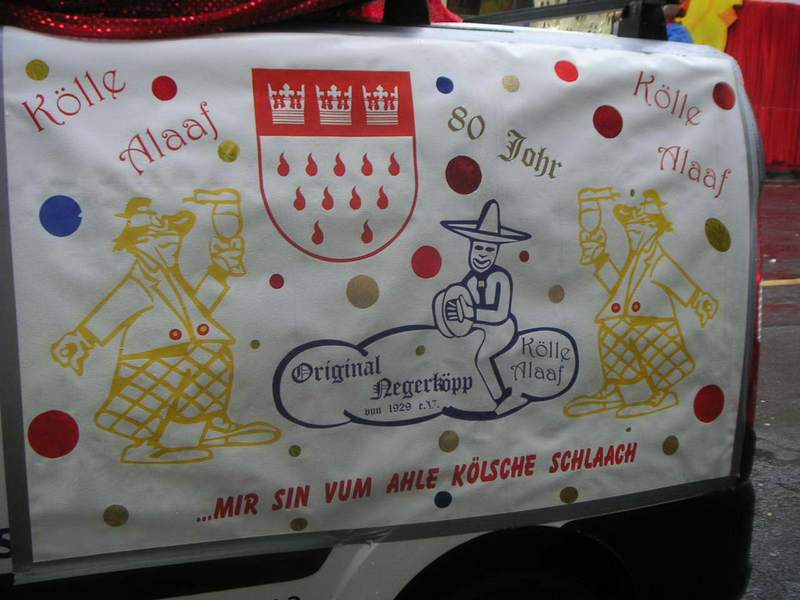 Kölle
Alaaf
80 Johr
Kölle
Alaaf
Original
Negerköpp
vun 1929 e.V.
Kölle
Alaaf
...MIR SIN VUM AHLE KÖLSCHE SCHLAACH